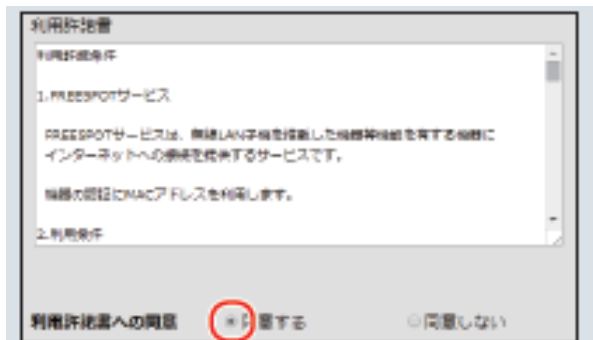 利用許諾書
利用許諾条件
1.FREESPOTサービス
FREESPOTサービスは、無線LAN子機を搭載した機器等機能を有する機器に
インターネットへの接続を提供するサービスです。
機器の認証にMACアドレスを利用します。
2.利用条件
利用許諾書への同意 同意する 同意しない